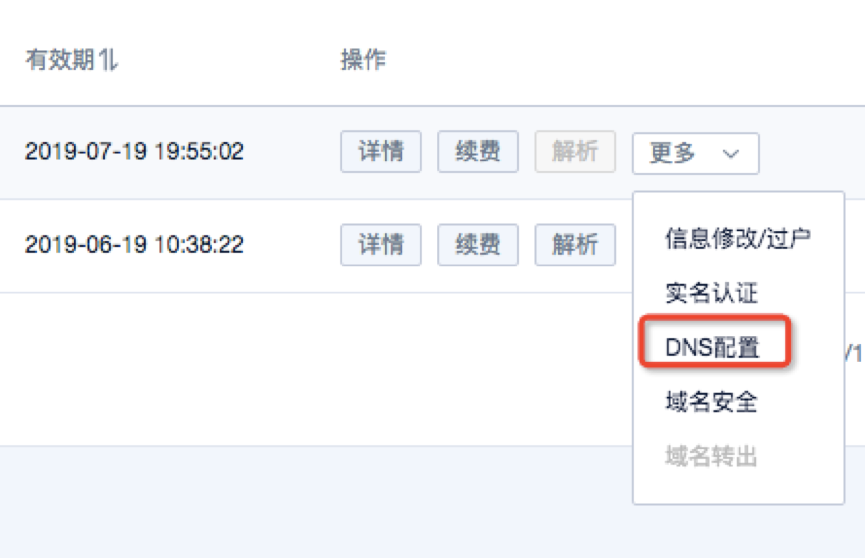 有效期⇅ 操作
2019-07-19 19:55:02 详情 续费 解析 更多
2019-06-19 10:38:22 详情 续费 解析
信息修改/过户
实名认证
DNS配置
/1
域名安全
域名转出